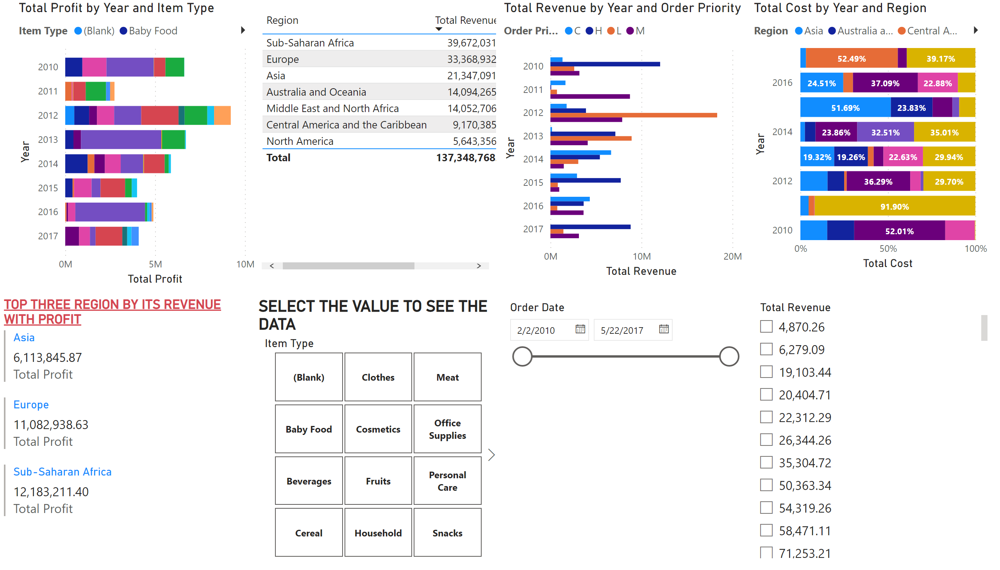 Total Profit by Year and Item Type
Item Type (Blank) Baby Food
2010
2011
2012
2013
2014
2015
2016
2017
Year
0M 5M 10M
Total Profit
Region Total Revenue
Sub-Saharan Africa 39,672,031
Europe 33,368,932
Asia 21,347,091
Australia and Oceania 14,094,265
Middle East and North Africa 14,052,706
Central America and the Caribbean 9,170,385
North America 5,643,356
Total 137,348,768.
Total Revenue by Year and Order Priority
Order Pri... C H L M
2010
2011
2012
2013
2014
2015
2016
2017
Year
0M 10M 20M
Total Revenue
Total Cost by Year and Region
Region Asia Australia a... Central A...
52.49% 39.17%
2016 24.51% 37.09% 22.88%
51.69% 23.83%
2014 23.86% 32.51% 35.01%
19.32% 19.26% 22.63% 29.94%
2012 36.29% 29.70%
91.90%
2010 52.01%
Year
0% 50% 100%
Total Cost
TOP THREE REGION BY ITS REVENUE
WITH PROFIT
Asia
6,113,845.87
Total Profit
Europe
11,082,938.63
Total Profit
Sub-Saharan Africa
12,183,211.40
Total Profit
SELECT THE VALUE TO SEE THE
DATA
Item Type
(Blank) Clothes Meat
Baby Food Cosmetics Office
Supplies
Beverages Fruits Personal
Care
Cereal Household Snacks
Order Date
2/2/2010 5/22/2017
Total Revenue
4,870.26
6,279.09
19,103.44
20,404.71
22,312.29
26,344.26
35,304.72
50,363.34
54,319.26
58,471.11
71,253.21